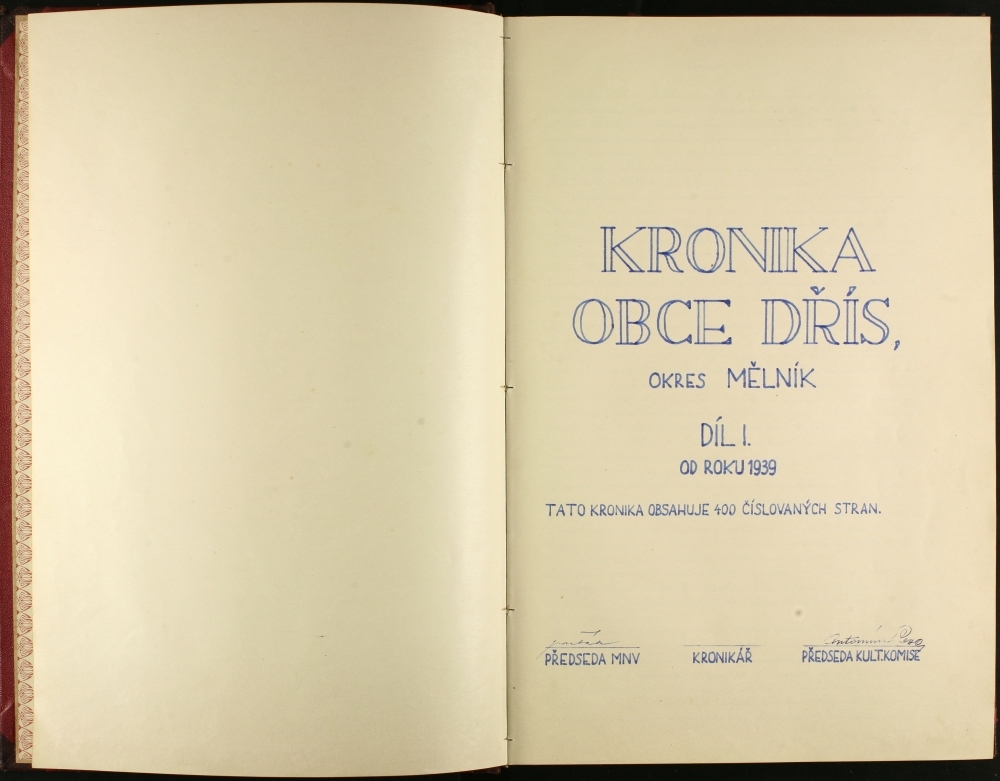 KRONIKA
OBCE DŘÍS,
OKRES MĚLNÍK
DÍL I.
OD ROKU 1939
TATO KRONIKA OBSAHUJE 400 ČÍSLOVANÝCH STRAN.
Antonín
PŘEDSEDA MNV KRONIKÁŘ PŘEDSEDA KULT.KOMISE